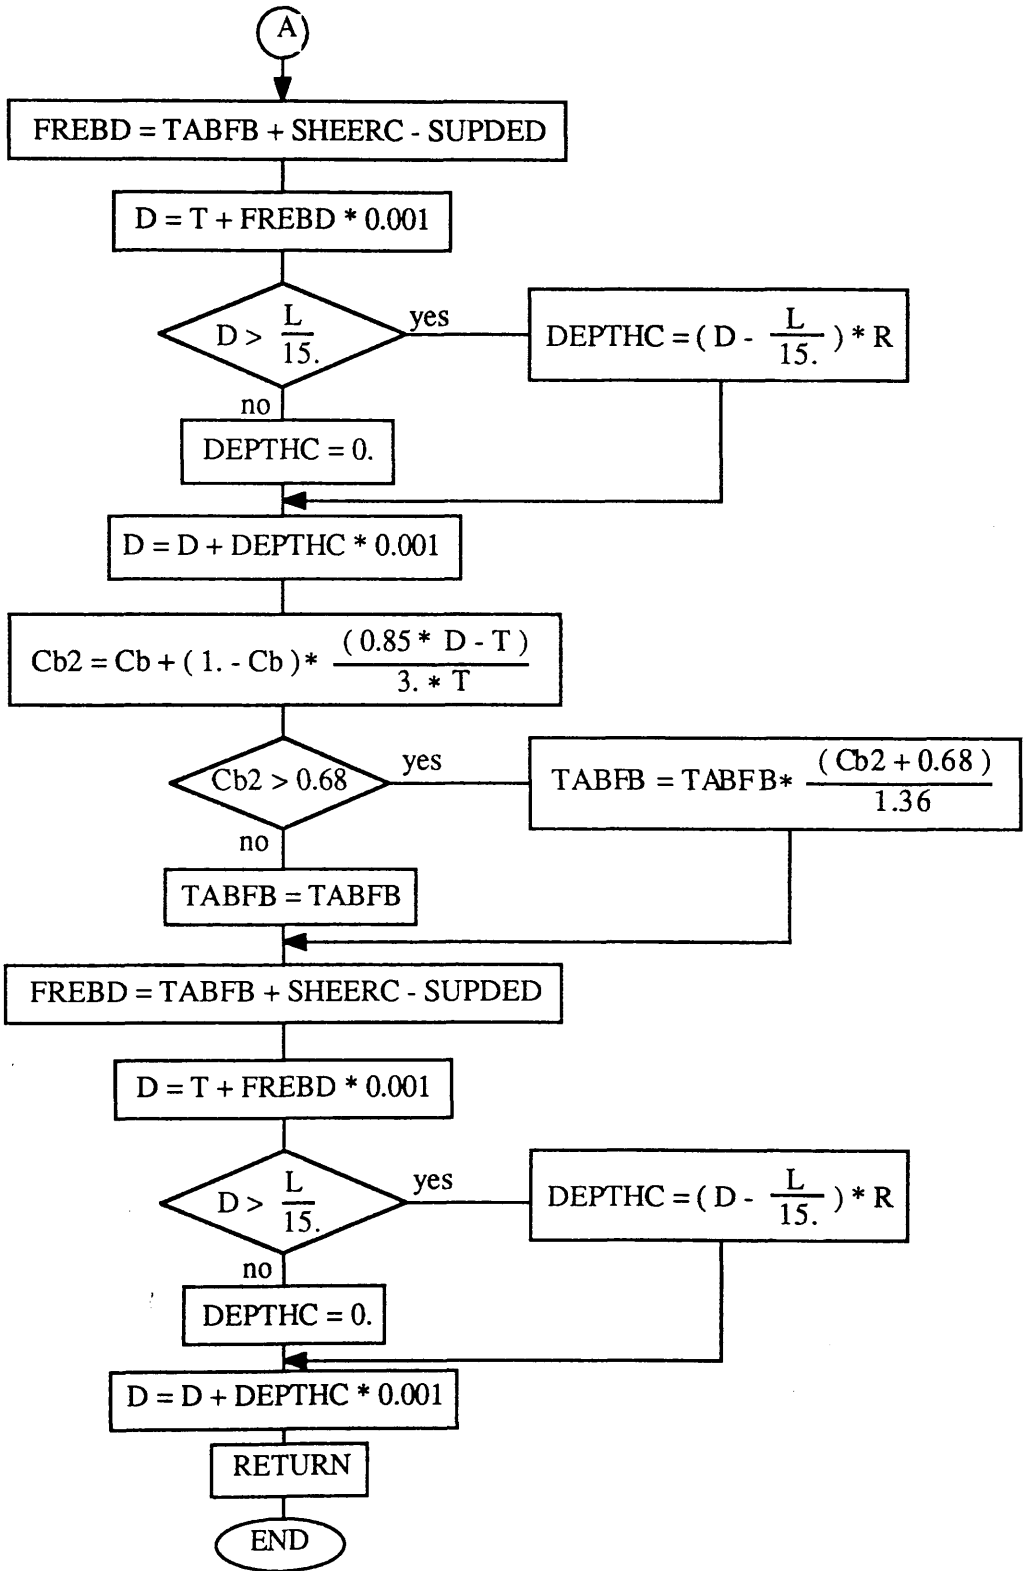 A
FREBD = TABFB + SHEERC - SUPDED
D = T + FREBD * 0.001
D > L / 15.
yes
DEPTHC = ( D - L / 15. ) * R
no
DEPTHC = 0.
D = D + DEPTHC * 0.001
Cb2 = Cb + ( 1. - Cb ) * ( 0.85 * D - T ) / 3. * T
Cb2 > 0.68
yes
TABFB = TABFB * ( Cb2 + 0.68 ) / 1.36
no
TABFB = TABFB
FREBD = TABFB + SHEERC - SUPDED
D = T + FREBD * 0.001
D > L / 15.
yes
DEPTHC = ( D - L / 15. ) * R
no
DEPTHC = 0.
D = D + DEPTHC * 0.001
RETURN
END